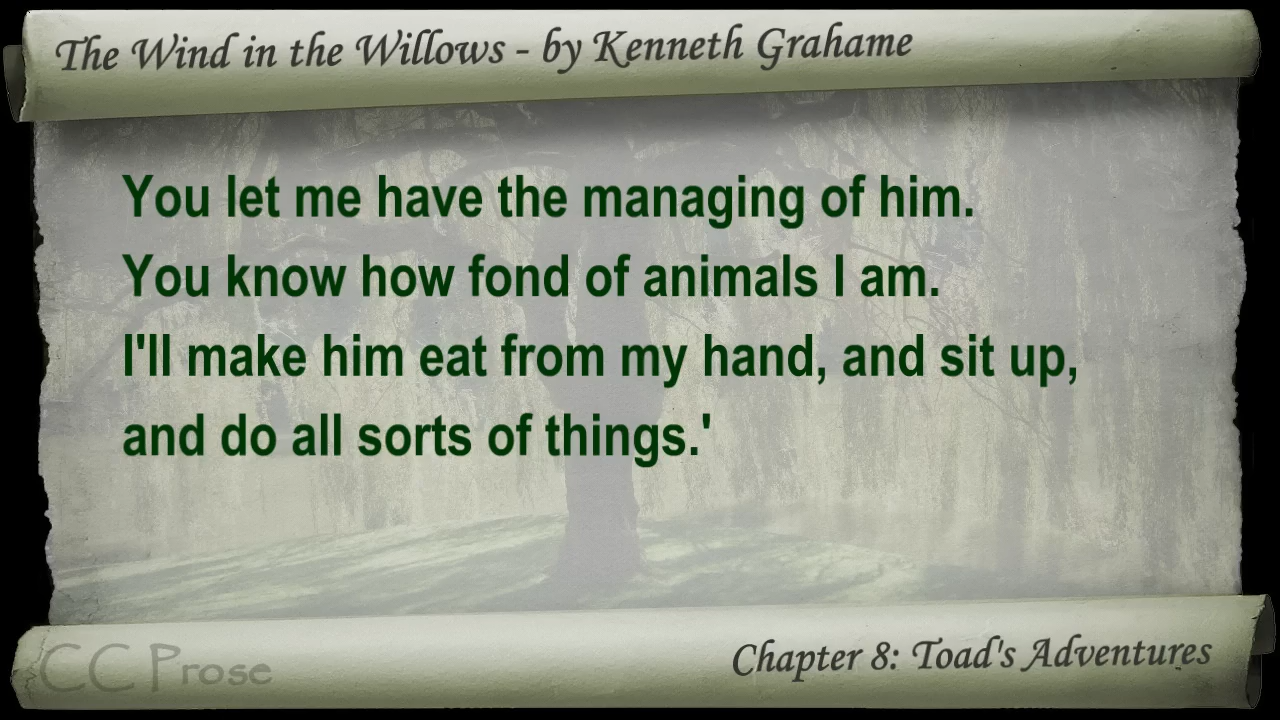 The Wind in the Willows - by Kenneth Grahame
You let me have the managing of him.
You know how fond of animals I am.
I'll make him eat from my hand, and sit up,
and do all sorts of things.'
CC Prose
Chapter 8: Toad's Adventures